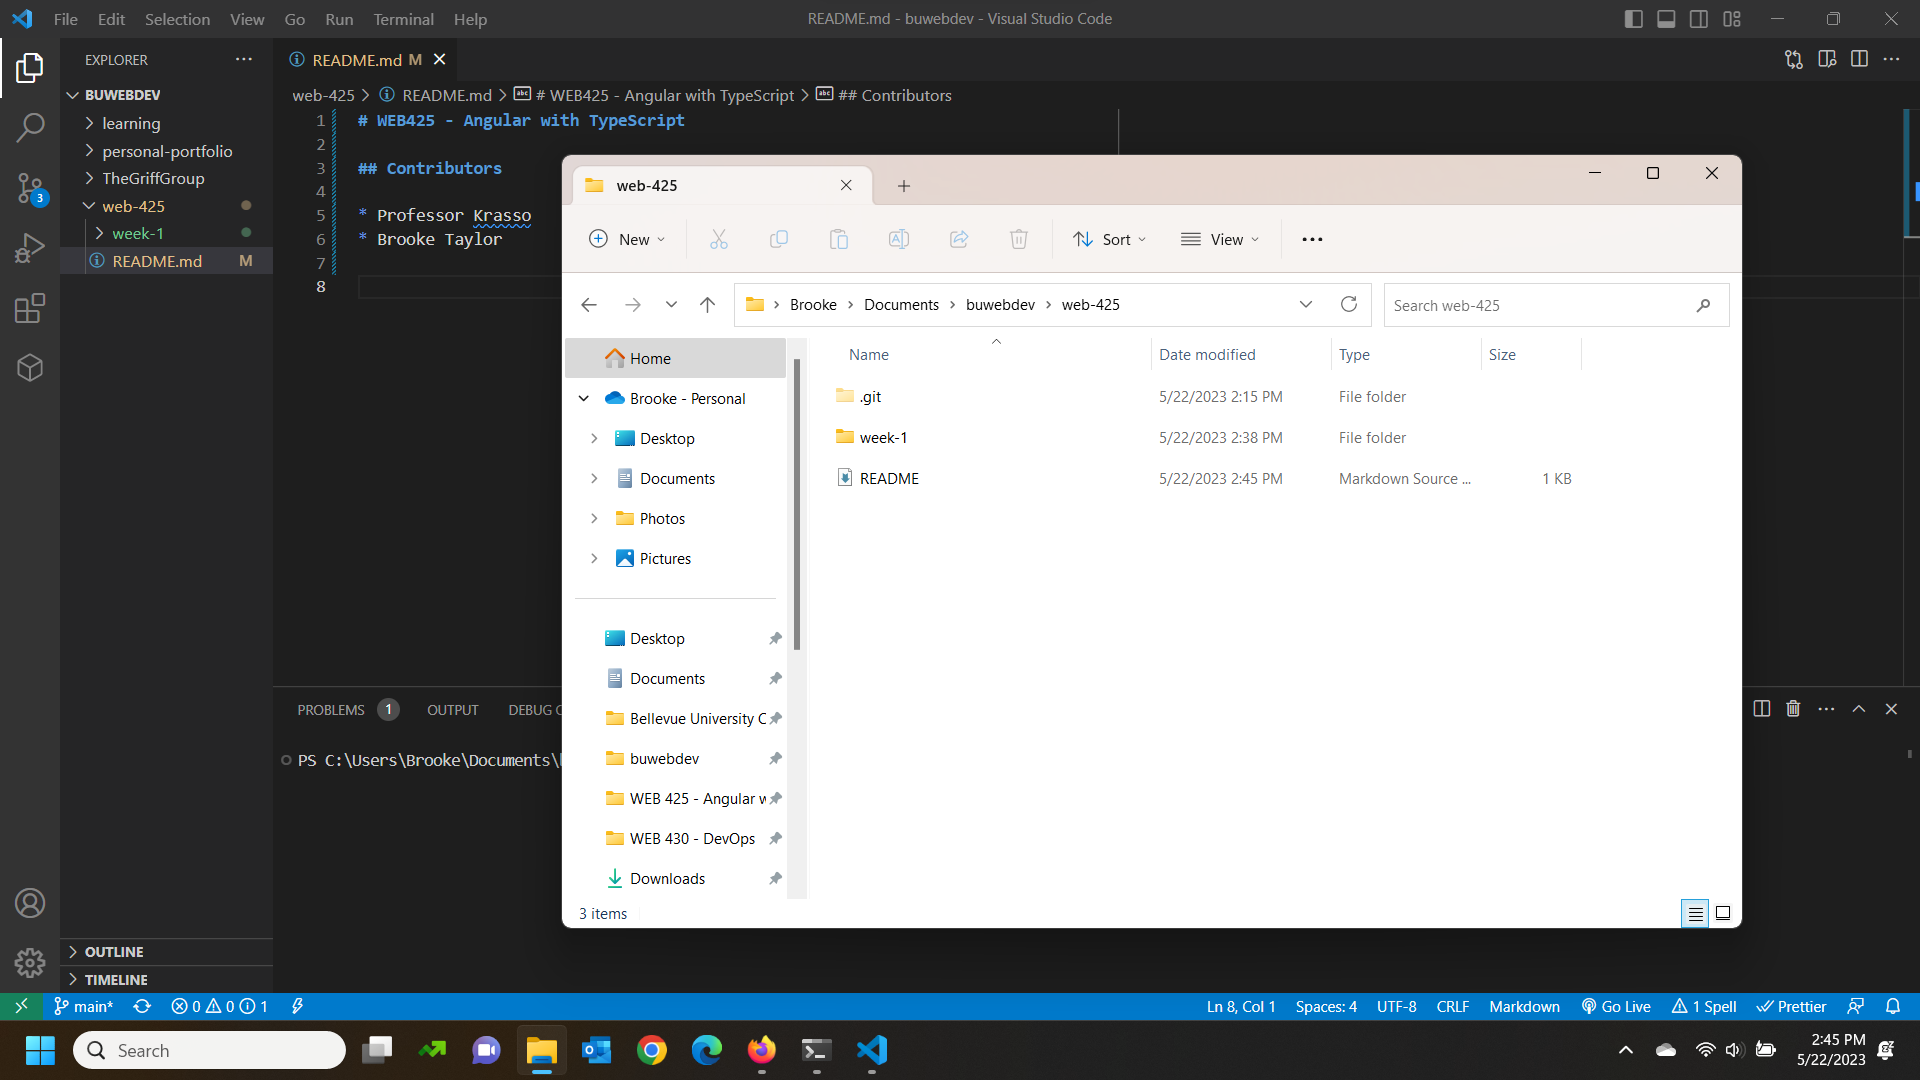 File Edit Selection View Go Run Terminal Help
README.md - buwebdev - Visual Studio Code
EXPLORER
BUWEBDEV
learning
personal-portfolio
TheGriffGroup
web-425
week-1
README.md M
OUTLINE
TIMELINE
3
README.md M
web-425 > README.md > # WEB425 - Angular with TypeScript > ## Contributors
1 # WEB425 - Angular with TypeScript
2
3 ## Contributors
4
5 * Professor Krasso
6 * Brooke Taylor
7
8
PROBLEMS 1 OUTPUT DEBUG
PS C:\Users\Brooke\Documents\
web-425
New Sort View
Brooke > Documents > buwebdev > web-425
Search web-425
Home
Brooke - Personal
Desktop
Documents
Photos
Pictures
Desktop
Documents
Bellevue University C
buwebdev
WEB 425 - Angular w
WEB 430 - DevOps
Downloads
Name Date modified Type Size
.git 5/22/2023 2:15 PM File folder
week-1 5/22/2023 2:38 PM File folder
README 5/22/2023 2:45 PM Markdown Source ... 1 KB
3 items
main* 0 0 1
Ln 8, Col 1 Spaces: 4 UTF-8 CRLF Markdown Go Live 1 Spell Prettier
Search
2:45 PM
5/22/2023